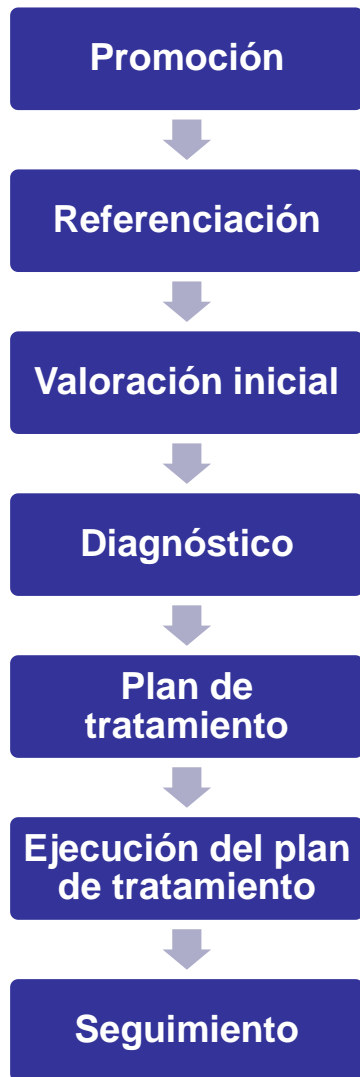 Promoción
Referenciación
Valoración inicial
Diagnóstico
Plan de
tratamiento
Ejecución del plan
de tratamiento
Seguimiento